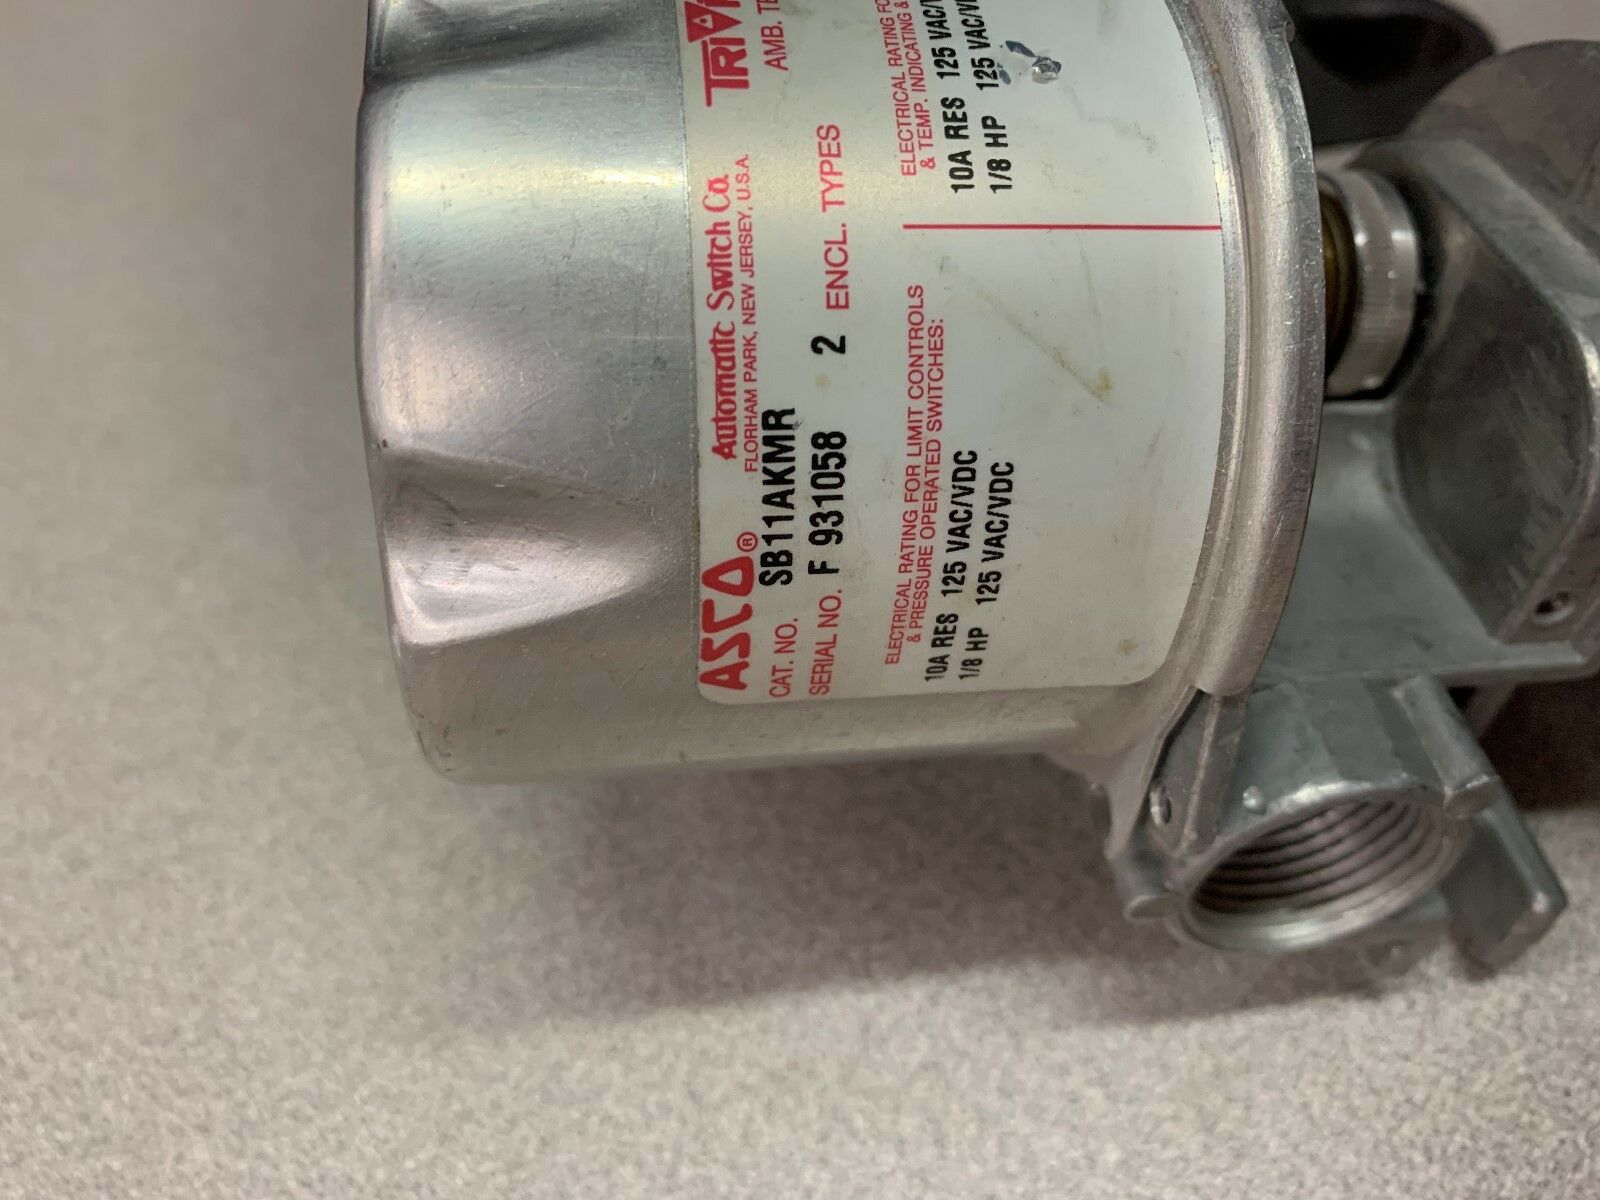 ASCO® Automatic Switch Co.
FLORHAM PARK, NEW JERSEY, U.S.A.
CAT. NO. SB11AKMR
SERIAL NO. F 931058 2 ENCL. TYPES
AMB.
ELECTRICAL RATING FOR LIMIT CONTROLS
& PRESSURE OPERATED SWITCHES:
10A RES 125 VAC/VDC
1/8 HP 125 VAC/VDC
ELECTRICAL RATING
& TEMP. INDICATING &
10A RES 125
1/8 HP 125